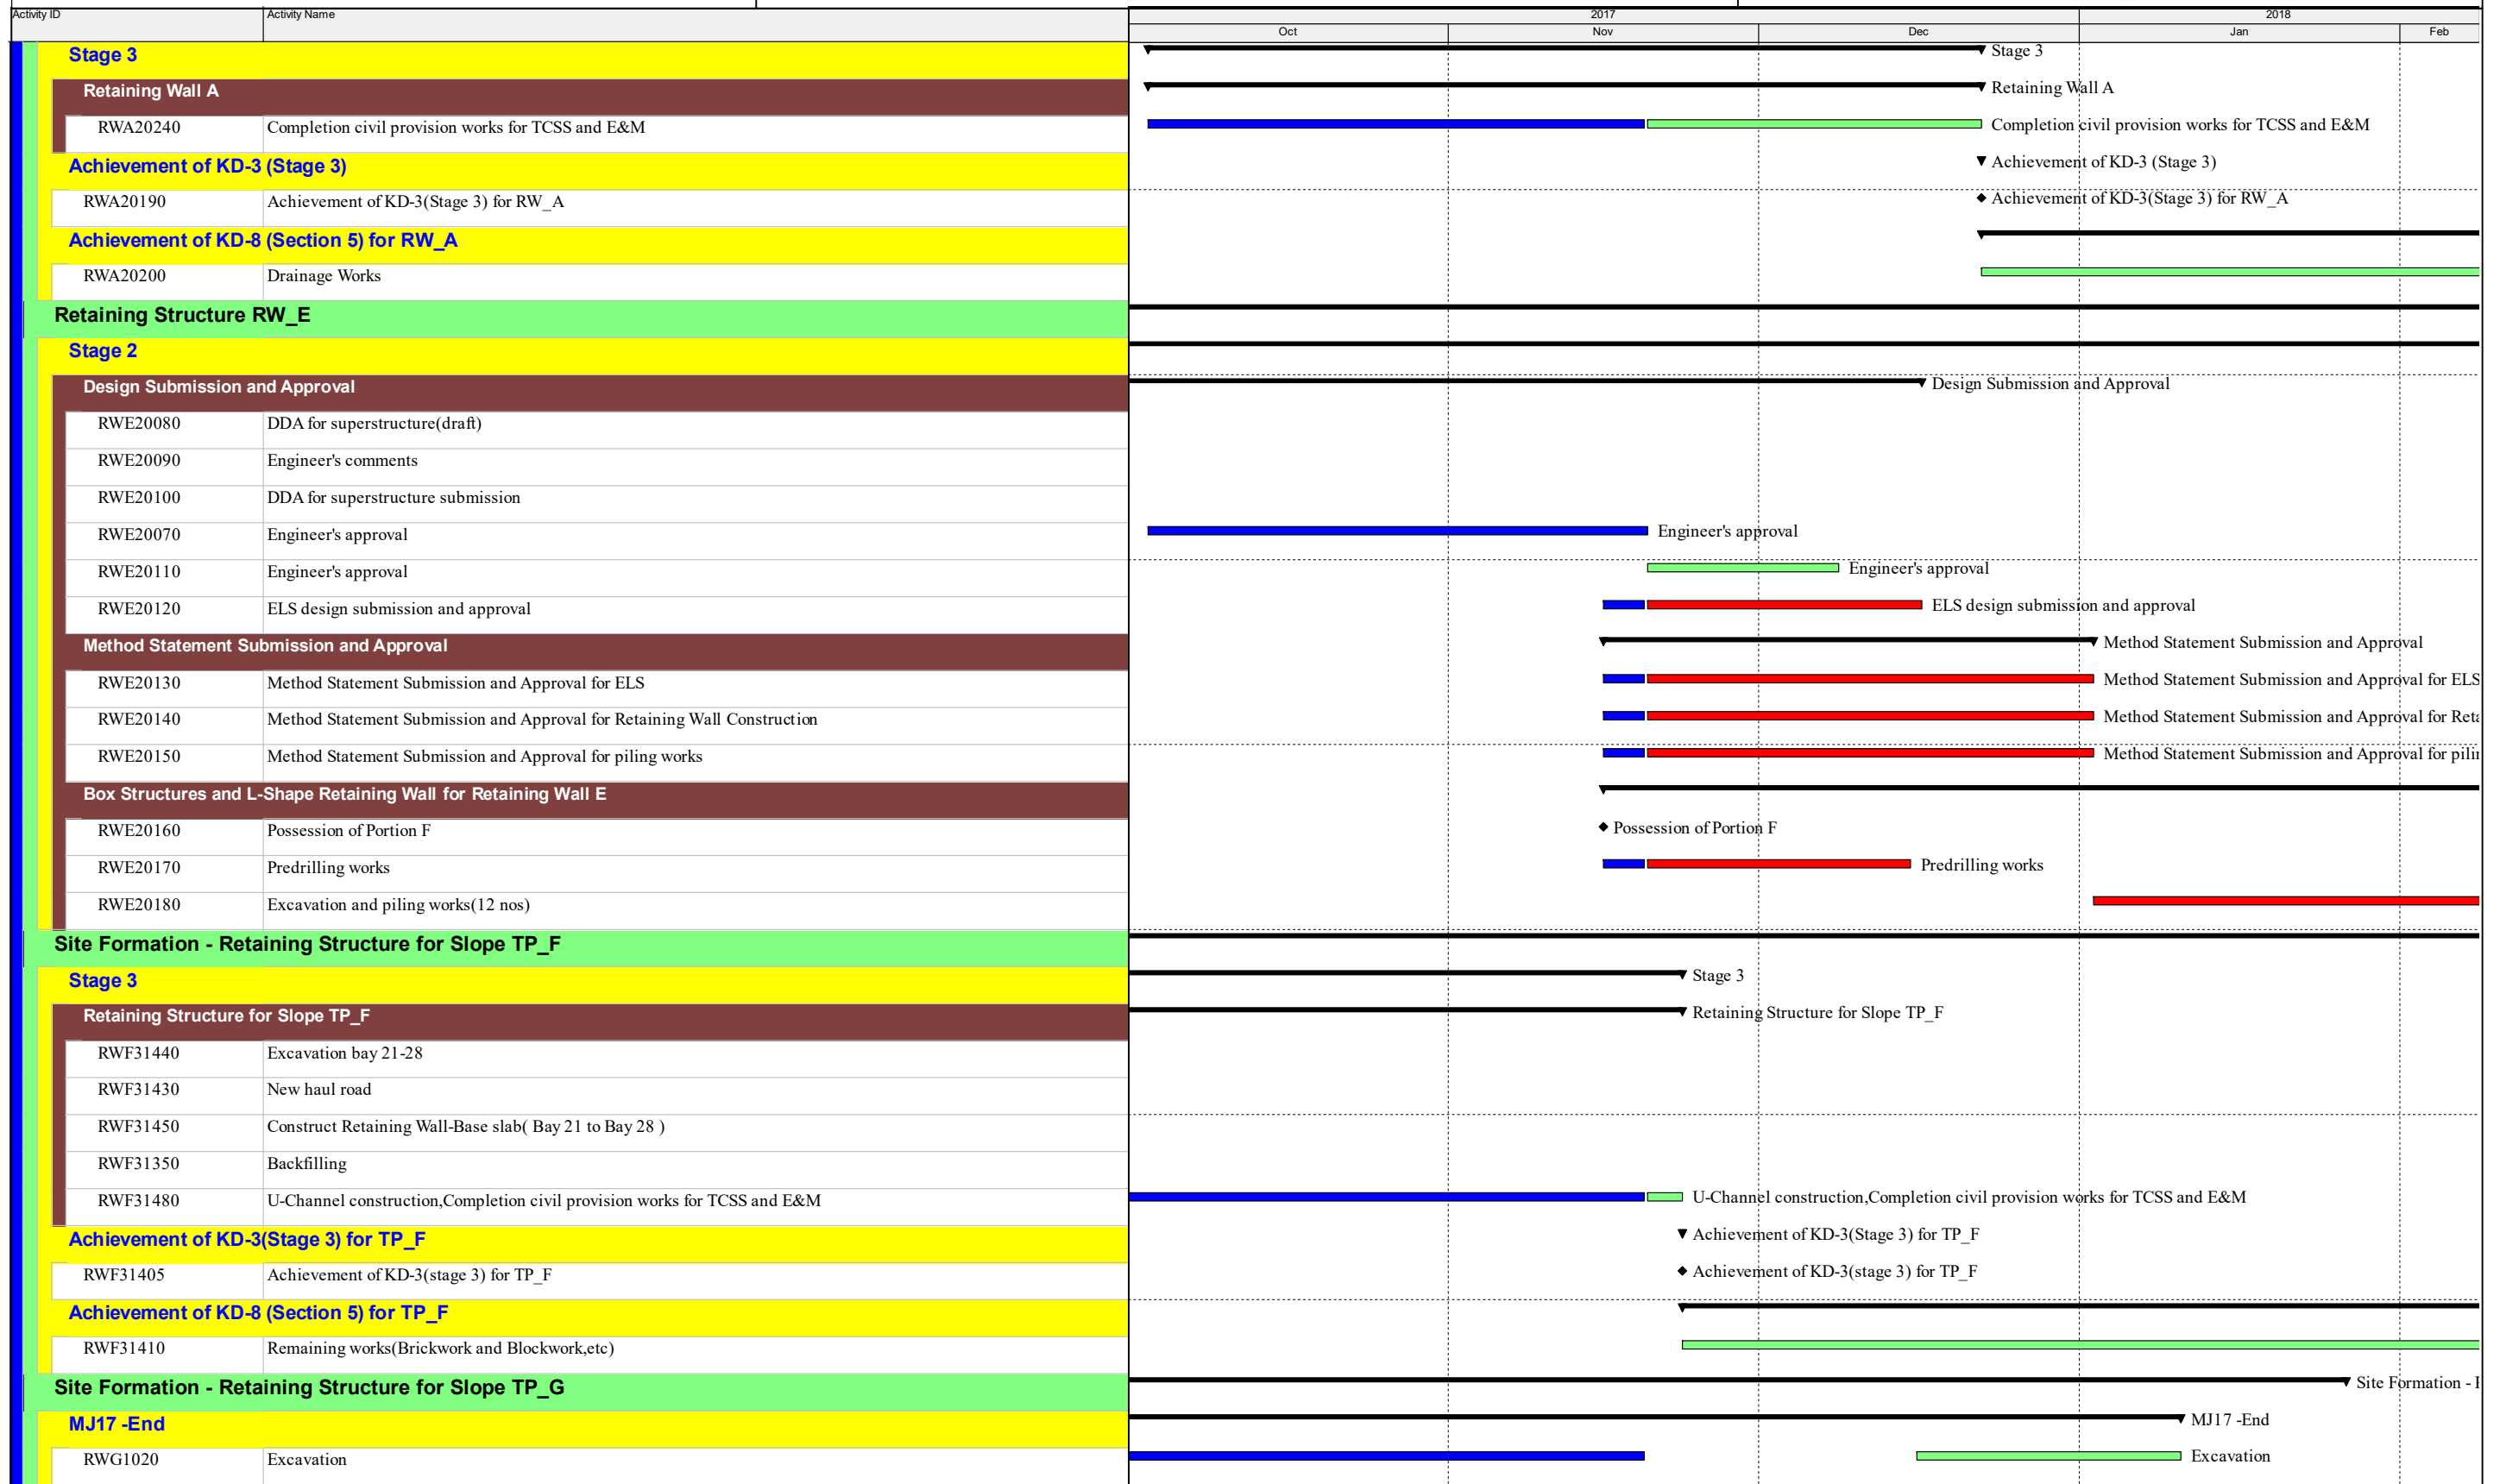 Activity ID Activity Name 2017 2018
Oct Nov Dec Jan Feb
Stage 3 Stage 3
Retaining Wall A Retaining Wall A
RWA20240 Completion civil provision works for TCSS and E&M Completion civil provision works for TCSS and E&M
Achievement of KD-3 (Stage 3) Achievement of KD-3 (Stage 3)
RWA20190 Achievement of KD-3(Stage 3) for RW_A Achievement of KD-3(Stage 3) for RW_A
Achievement of KD-8 (Section 5) for RW_A
RWA20200 Drainage Works
Retaining Structure RW_E
Stage 2
Design Submission and Approval Design Submission and Approval
RWE20080 DDA for superstructure(draft)
RWE20090 Engineer's comments
RWE20100 DDA for superstructure submission
RWE20070 Engineer's approval Engineer's approval
RWE20110 Engineer's approval Engineer's approval
RWE20120 ELS design submission and approval ELS design submission and approval
Method Statement Submission and Approval Method Statement Submission and Approval
RWE20130 Method Statement Submission and Approval for ELS Method Statement Submission and Approval for ELS
RWE20140 Method Statement Submission and Approval for Retaining Wall Construction Method Statement Submission and Approval for
RWE20150 Method Statement Submission and Approval for piling works Method Statement Submission and Approval for
Box Structures and L-Shape Retaining Wall for Retaining Wall E
RWE20160 Possession of Portion F Possession of Portion F
RWE20170 Predrilling works Predrilling works
RWE20180 Excavation and piling works(12 nos)
Site Formation - Retaining Structure for Slope TP_F
Stage 3 Stage 3
Retaining Structure for Slope TP_F Retaining Structure for Slope TP_F
RWF31440 Excavation bay 21-28
RWF31430 New haul road
RWF31450 Construct Retaining Wall-Base slab( Bay 21 to Bay 28 )
RWF31350 Backfilling
RWF31480 U-Channel construction,Completion civil provision works for TCSS and E&M U-Channel construction,Completion civil provision works for TCSS and E&M
Achievement of KD-3(Stage 3) for TP_F Achievement of KD-3(Stage 3) for TP_F
RWF31405 Achievement of KD-3(stage 3) for TP_F Achievement of KD-3(stage 3) for TP_F
Achievement of KD-8 (Section 5) for TP_F
RWF31410 Remaining works(Brickwork and Blockwork,etc)
Site Formation - Retaining Structure for Slope TP_G Site Formation -
MJ17 -End MJ17 -End
RWG1020 Excavation Excavation